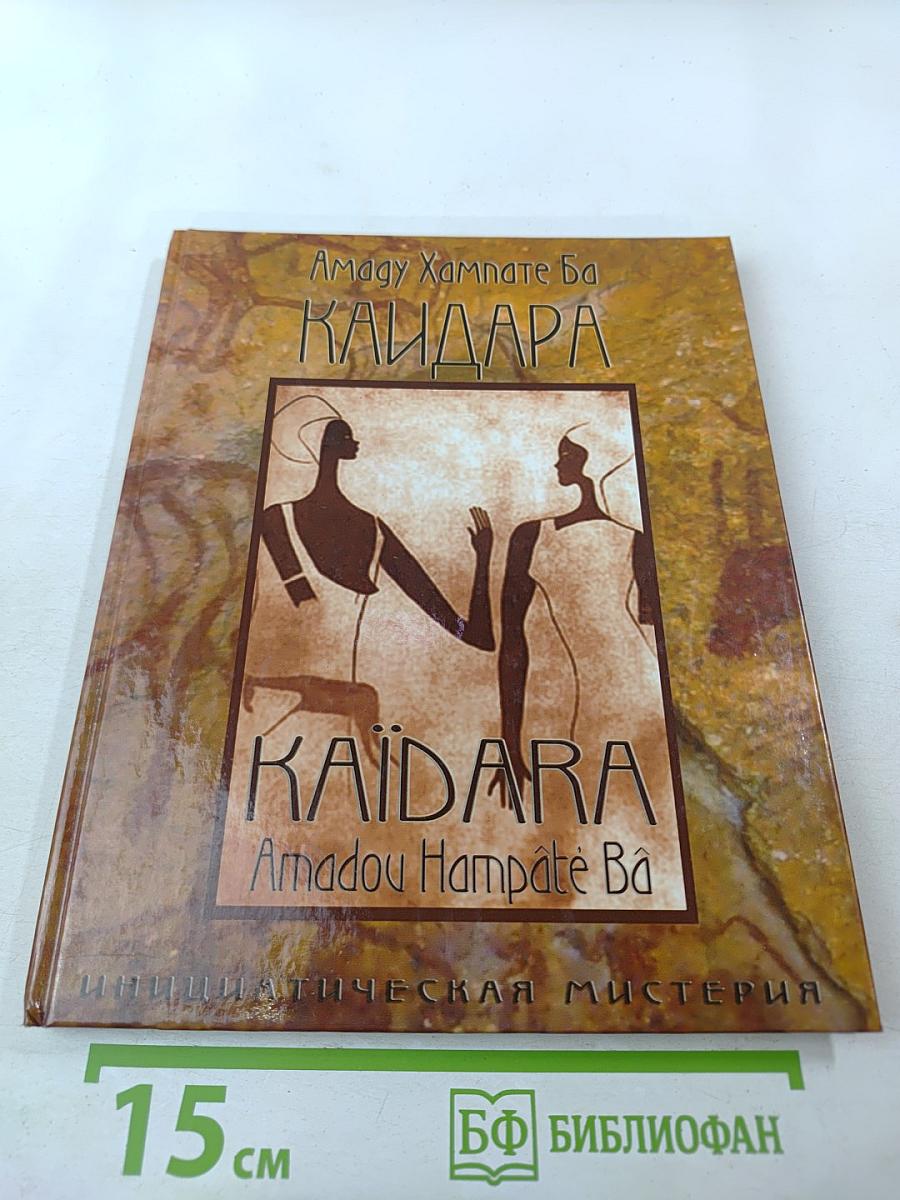 Амаду Хампате Ба
КАИДАРА
KAÏDARA
Amadou Hampâté Bâ
ИНИЦИАТИЧЕСКАЯ МИСТЕРИЯ
15 см
БФ БИБЛИОФАН